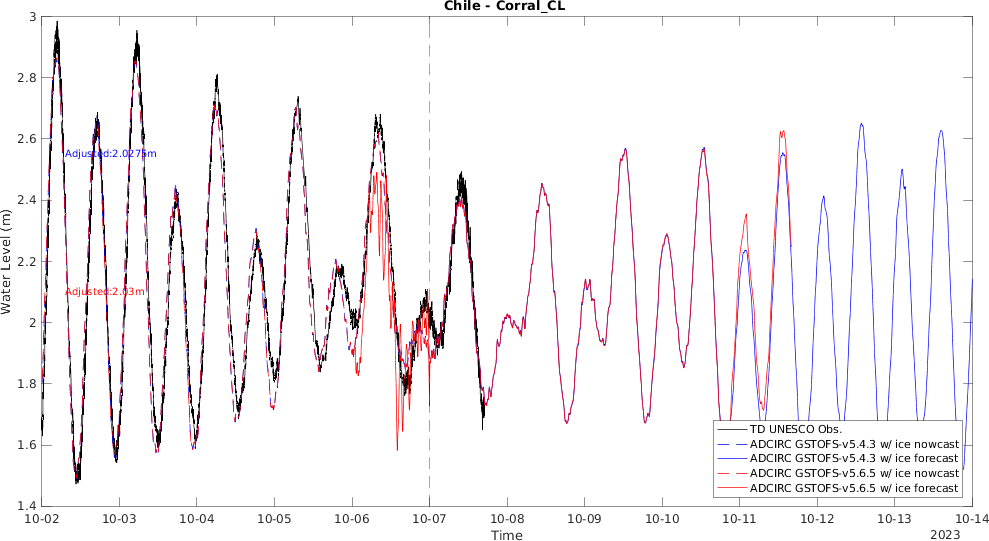 Chile - Corral_CL
3
2.8
2.6
2.4
2.2
2
1.8
1.6
1.4
Water Level (m)
Adjusted:2.0275m
Adjusted:2.03m
TD UNESCO Obs.
ADCIRC GSTOFS-v5.4.3 w/ ice nowcast
ADCIRC GSTOFS-v5.4.3 w/ ice forecast
ADCIRC GSTOFS-v5.6.5 w/ ice nowcast
ADCIRC GSTOFS-v5.6.5 w/ ice forecast
10-02 10-03 10-04 10-05 10-06 10-07 10-08 10-09 10-10 10-11 10-12 10-13 10-14
Time
2023